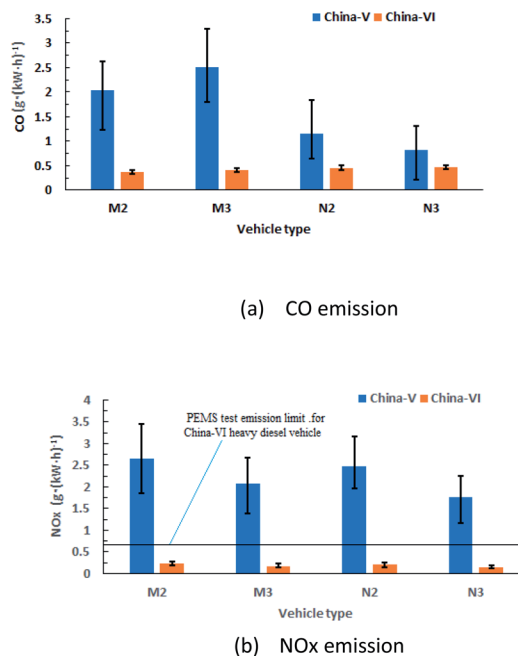 China-V China-VI
3.5
3
2.5
2
1.5
1
0.5
0
CO (g·(kW·h)-1)
M2 M3 N2 N3
Vehicle type
(a) CO emission
China-V China-VI
4
3.5
3
2.5
2
1.5
1
0.5
0
NOx (g·(kW·h)-1)
PEMS test emission limit .for
China-VI heavy diesel vehicle
M2 M3 N2 N3
Vehicle type
(b) NOx emission